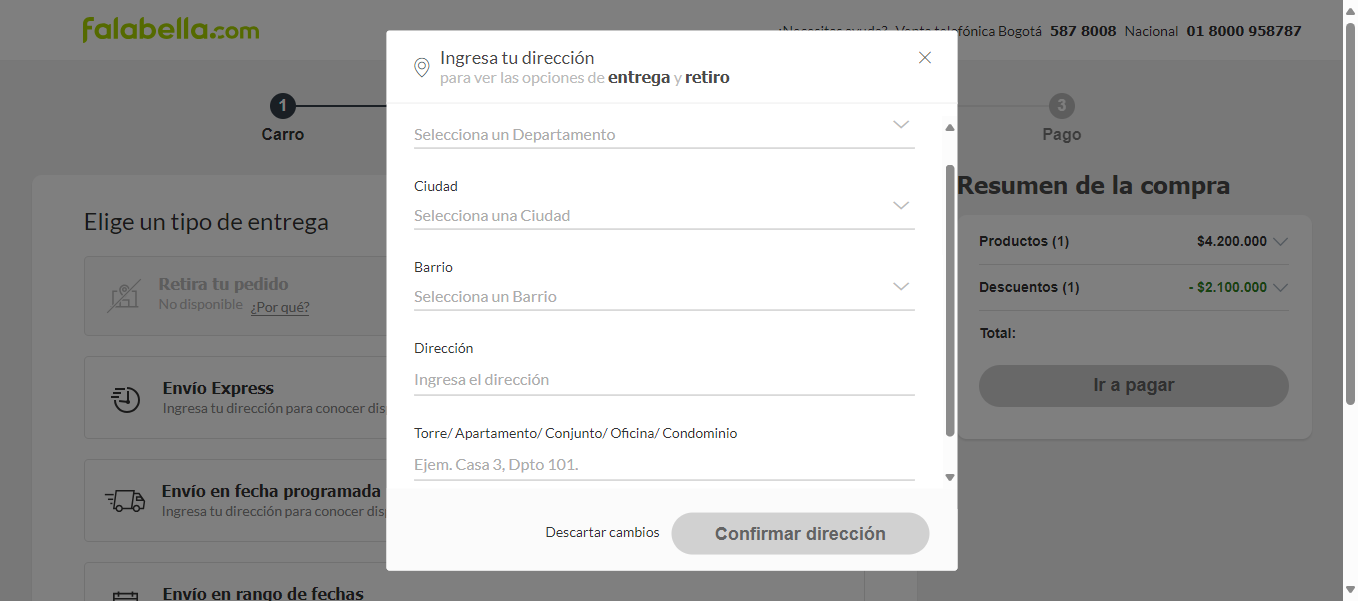 falabella.com
¿Necesitas ayuda? Venta telefónica Bogotá 587 8008 Nacional 01 8000 958787
Ingresa tu dirección
para ver las opciones de entrega y retiro
1
3
Carro
Pago
Selecciona un Departamento
Ciudad
Selecciona una Ciudad
Barrio
Selecciona un Barrio
Dirección
Ingresa el dirección
Torre/ Apartamento/ Conjunto/ Oficina/ Condominio
Ejem. Casa 3, Dpto 101.
Descartar cambios
Confirmar dirección
Elige un tipo de entrega
Retira tu pedido
No disponible ¿Por qué?
Envío Express
Ingresa tu dirección para conocer dis
Envío en fecha programada
Ingresa tu dirección para conocer dis
Envío en rango de fechas
Resumen de la compra
Productos (1) $4.200.000
Descuentos (1) - $2.100.000
Total:
Ir a pagar